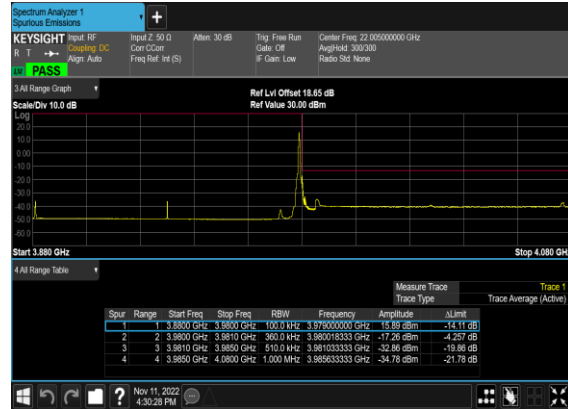 Spectrum Analyzer 1
Spurious Emissions
KEYSIGHT Input: RF Input Z: 50 Ω Atten: 30 dB Trig: Free Run Center Freq: 22.005000000 GHz
R T Coupling: DC Corr CCorr Gate: Off Avg|Hold: 300/300
Align: Auto Freq Ref: Int (S) IF Gain: Low Radio Std: None
PASS
3 All Range Graph Ref Lvl Offset 18.65 dB
Scale/Div 10.0 dB Ref Value 30.00 dBm
Log
20.0
10.0
0.00
-10.0
-20.0
-30.0
-40.0
-50.0
-60.0
Start 3.880 GHz Stop 4.080 GHz
4 All Range Table
Measure Trace Trace 1
Trace Type Trace Average (Active)
Spur Range Start Freq Stop Freq RBW Frequency Amplitude ΔLimit
1 1 3.8800 GHz 3.9800 GHz 100.0 kHz 3.979000000 GHz 15.89 dBm -14.11 dB
2 2 3.9800 GHz 3.9810 GHz 360.0 kHz 3.980018333 GHz -17.26 dBm -4.257 dB
3 3 3.9810 GHz 3.9850 GHz 510.0 kHz 3.981033333 GHz -32.86 dBm -19.86 dB
4 4 3.9850 GHz 4.0800 GHz 1.000 MHz 3.985633333 GHz -34.78 dBm -21.78 dB
? Nov 11, 2022
4:30:28 PM